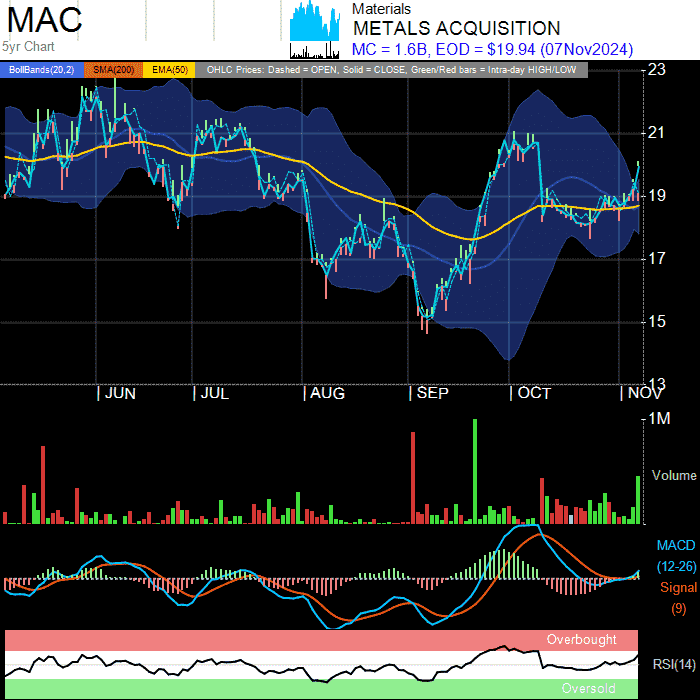 MAC
5yr Chart
Materials
METALS ACQUISITION
MC = 1.6B, EOD = $19.94 (07Nov2024)
BollBands(20,2) SMA(200) EMA(50) OHLC Prices: Dashed = OPEN, Solid = CLOSE, Green/Red bars = Intra-day HIGH/LOW
23
21
19
17
15
13
| JUN | JUL | AUG | SEP | OCT | NOV
1M
Volume
MACD
(12-26)
Signal
(9)
Overbought
RSI(14)
Oversold